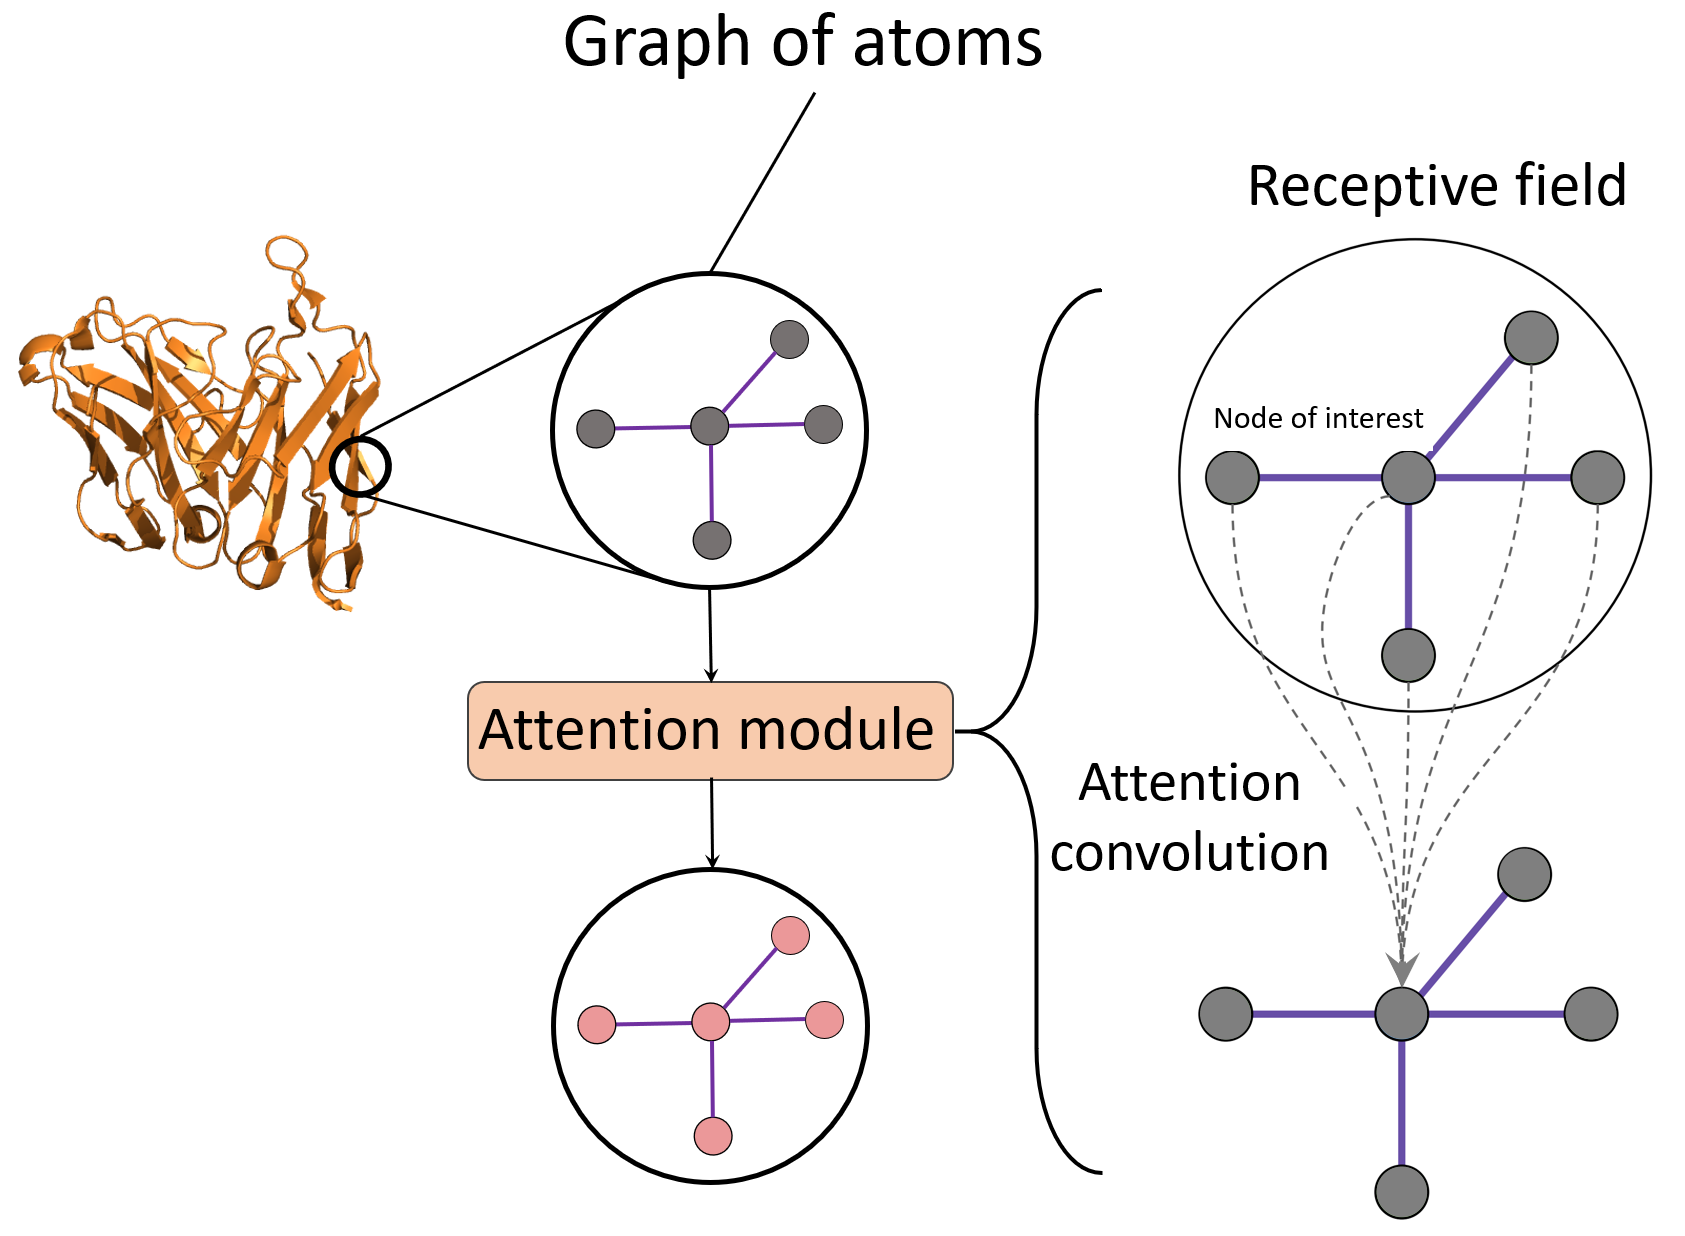 Graph of atoms
Receptive field
Node of interest
Attention module
Attention
convolution